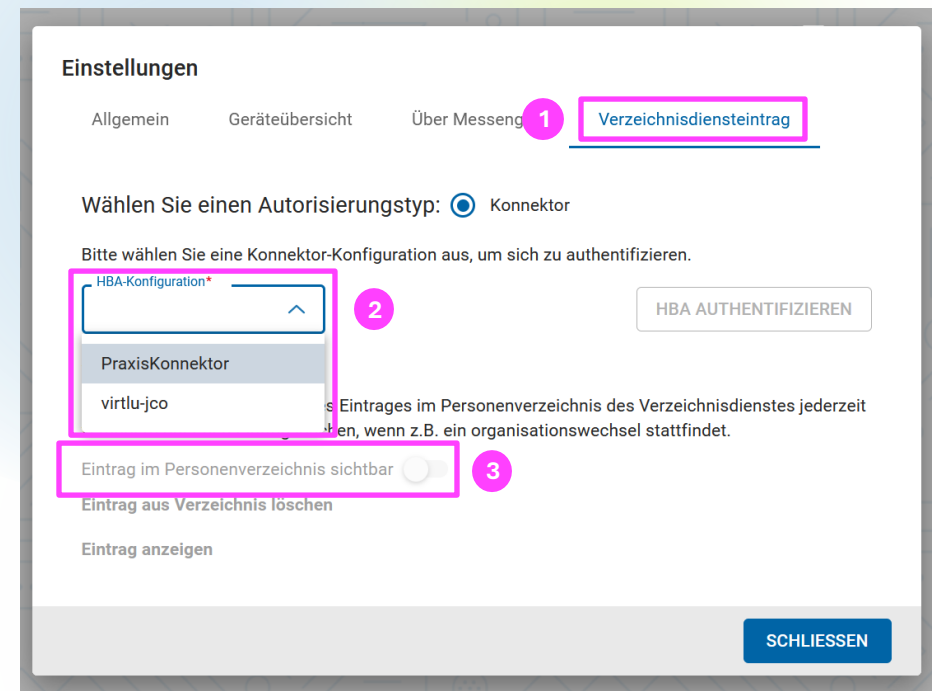 Einstellungen
Allgemein Geräteübersicht Über Messeng 1 Verzeichnisdiensteintrag
Wählen Sie einen Autorisierungstyp: Konnektor
Bitte wählen Sie eine Konnektor-Konfiguration aus, um sich zu authentifizieren.
HBA-Konfiguration*
2
HBA AUTHENTIFIZIEREN
PraxisKonnektor
virtlu-jco
Eintrages im Personenverzeichnis des Verzeichnisdienstes jederzeit
wenn z.B. ein organisationswechsel stattfindet.
Eintrag im Personenverzeichnis sichtbar 3
Eintrag aus Verzeichnis löschen
Eintrag anzeigen
SCHLIESSEN